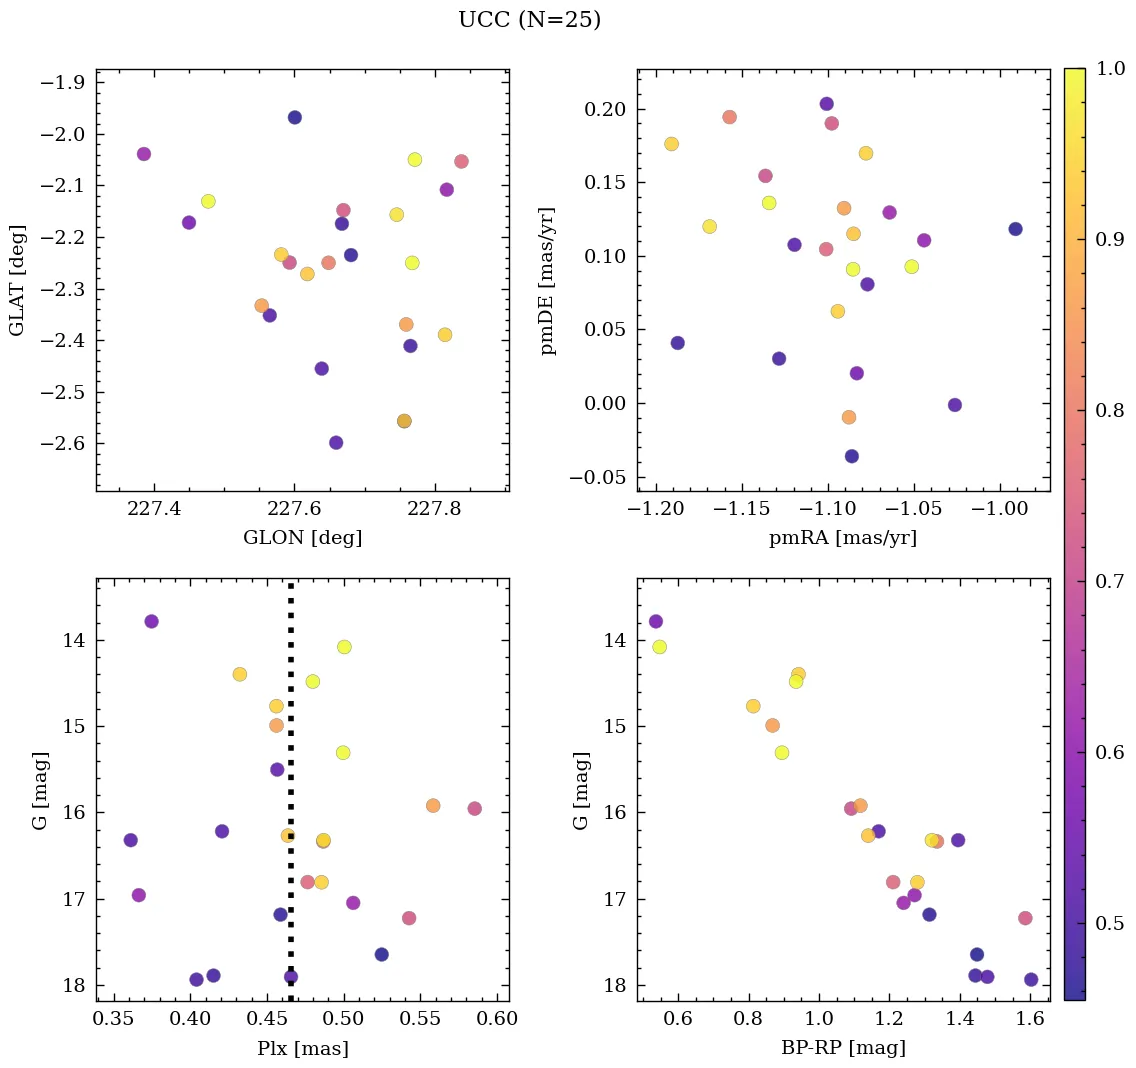 UCC (N=25)
−1.9
−2.0
−2.1
−2.2
−2.3
−2.4
−2.5
−2.6
GLAT [deg]
227.4 227.6 227.8
GLON [deg]
0.20
0.15
0.10
0.05
0.00
−0.05
pmDE [mas/yr]
−1.20 −1.15 −1.10 −1.05 −1.00
pmRA [mas/yr]
14
15
16
17
18
G [mag]
0.35 0.40 0.45 0.50 0.55 0.60
Plx [mas]
14
15
16
17
18
G [mag]
0.6 0.8 1.0 1.2 1.4 1.6
BP-RP [mag]
1.0
0.9
0.8
0.7
0.6
0.5